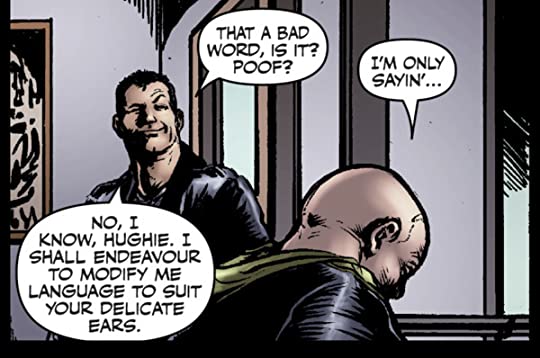 THAT A BAD
WORD, IS IT?
POOF?
I'M ONLY
SAYIN'...
NO, I
KNOW, HUGHIE. I
SHALL ENDEAVOUR
TO MODIFY ME
LANGUAGE TO SUIT
YOUR DELICATE
EARS.